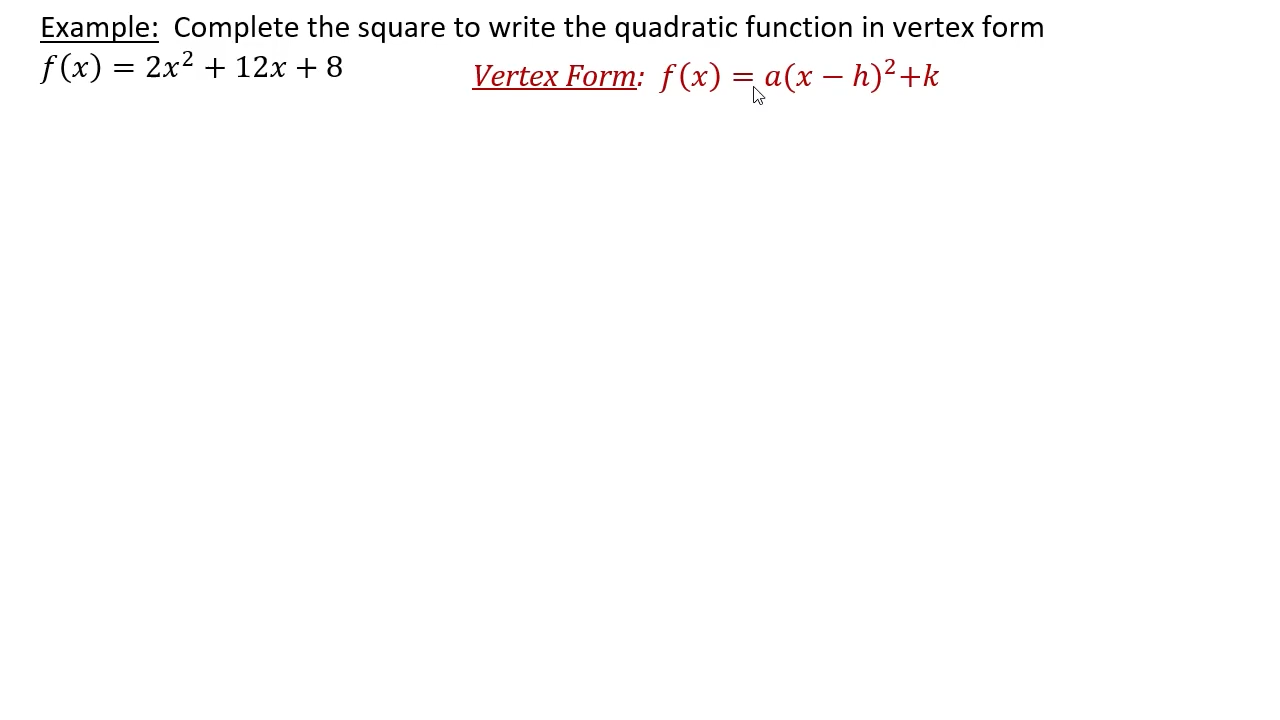 Example: Complete the square to write the quadratic function in vertex form
f(x) = 2x² + 12x + 8
Vertex Form: f(x) = a(x − h)²+k